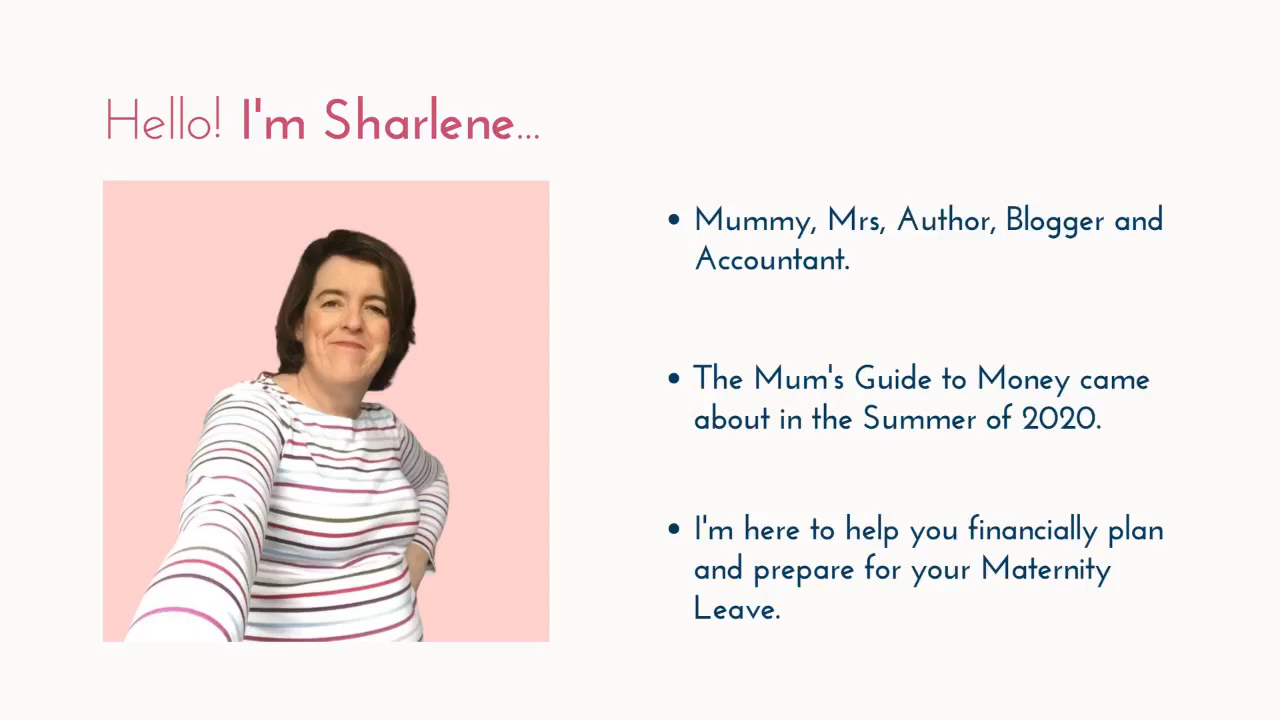 Hello! I'm Sharlene...
Mummy, Mrs, Author, Blogger and
Accountant.
The Mum's Guide to Money came
about in the Summer of 2020.
I'm here to help you financially plan
and prepare for your Maternity
Leave.